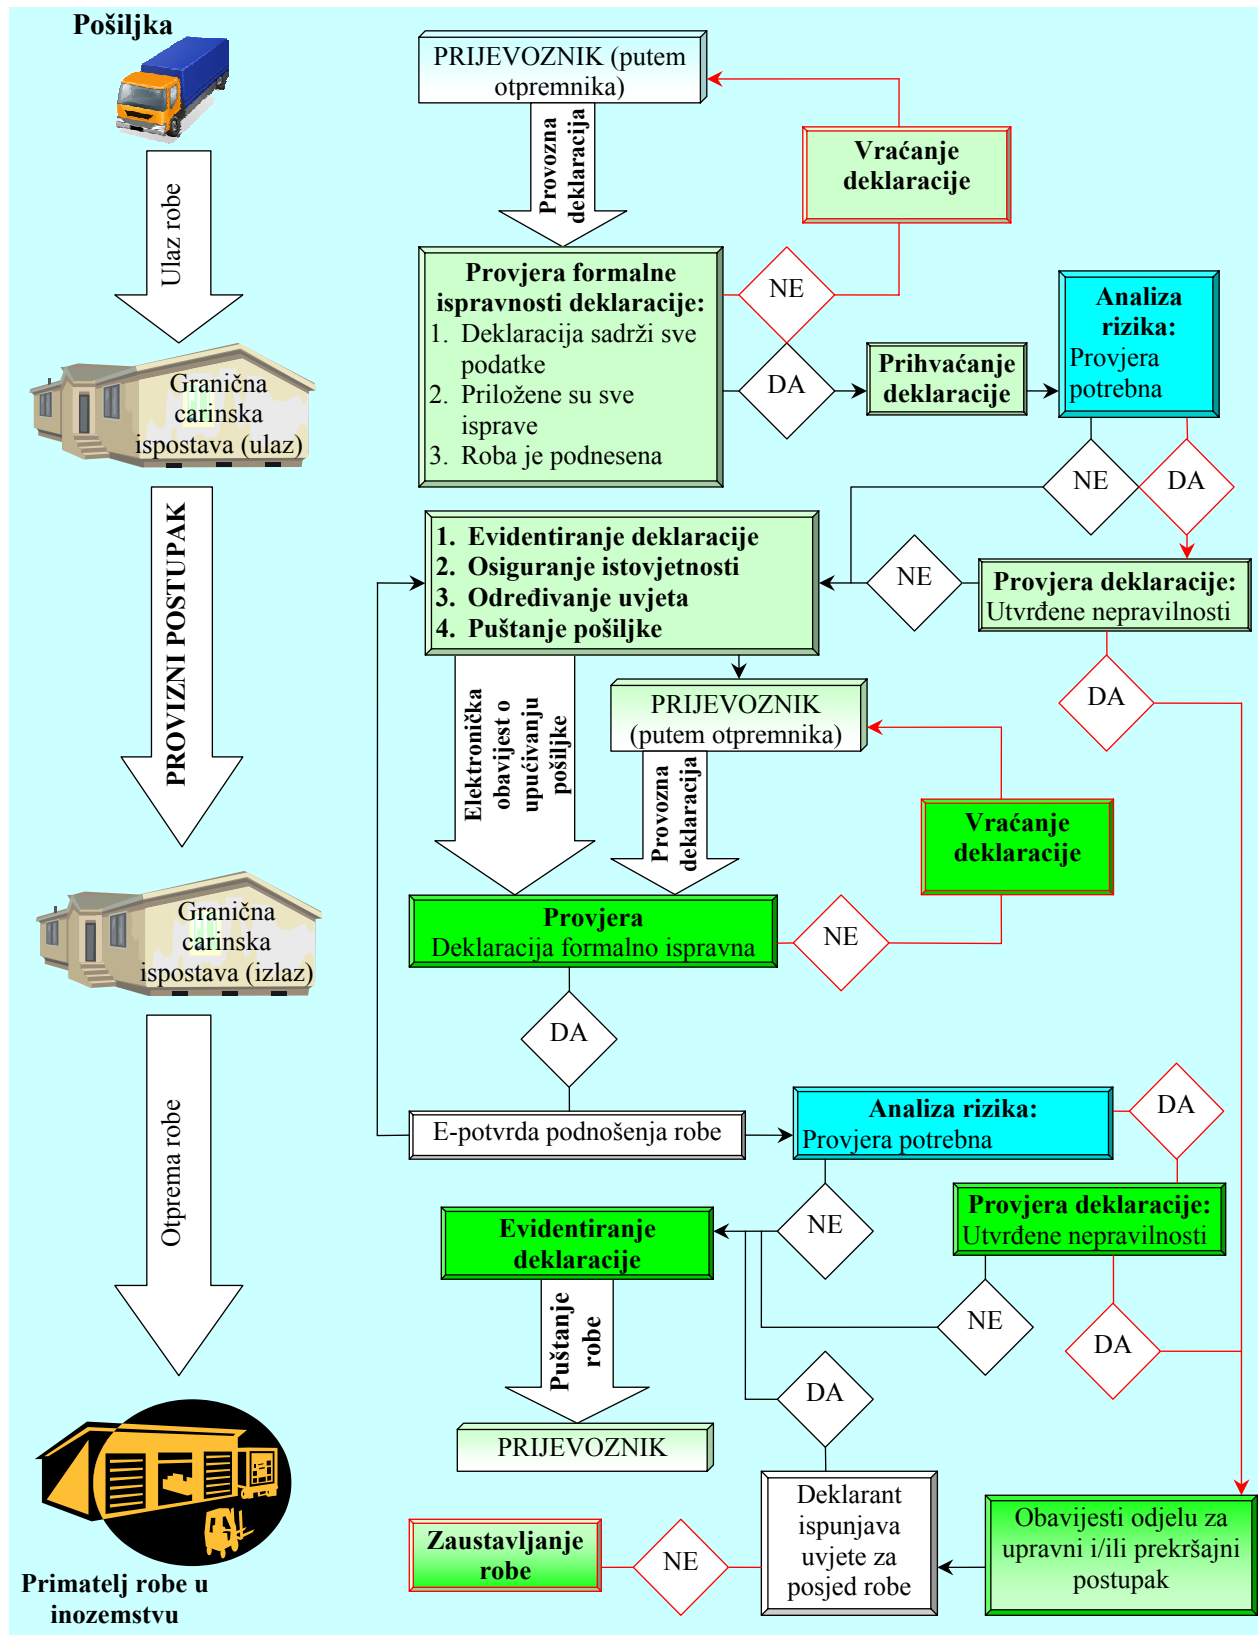 Pošiljka
Ulaz robe
Granična
carinska
ispostava (ulaz)
PROVIZNI POSTUPAK
Granična
carinska
ispostava (izlaz)
Otprema robe
Primatelj robe u
inozemstvu
PRIJEVOZNIK (putem
otpremnika)
Provozna
deklaracija
Vraćanje
deklaracije
Provjera formalne
ispravnosti deklaracije:
1. Deklaracija sadrži sve
podatke
2. Priložene su sve
isprave
3. Roba je podnesena
NE
DA
Prihvaćanje
deklaracije
Analiza
rizika:
Provjera
potrebna
NE
DA
1. Evidentiranje deklaracije
2. Osiguranje istovjetnosti
3. Određivanje uvjeta
4. Puštanje pošiljke
NE
Provjera deklaracije:
Utvrđene nepravilnosti
DA
Elektronička
obavijest o
upućivanju
pošiljke
PRIJEVOZNIK
(putem otpremnika)
Provozna
deklaracija
Vraćanje
deklaracije
Provjera
Deklaracija formalno ispravna
NE
DA
E-potvrda podnošenja robe
Analiza rizika:
Provjera potrebna
DA
NE
Provjera deklaracije:
Utvrđene nepravilnosti
Evidentiranje
deklaracije
NE
DA
Puštanje
robe
DA
PRIJEVOZNIK
Zaustavljanje
robe
NE
Deklarant
ispunjava
uvjete za
posjed robe
Obavijesti odjelu za
upravni i/ili prekršajni
postupak